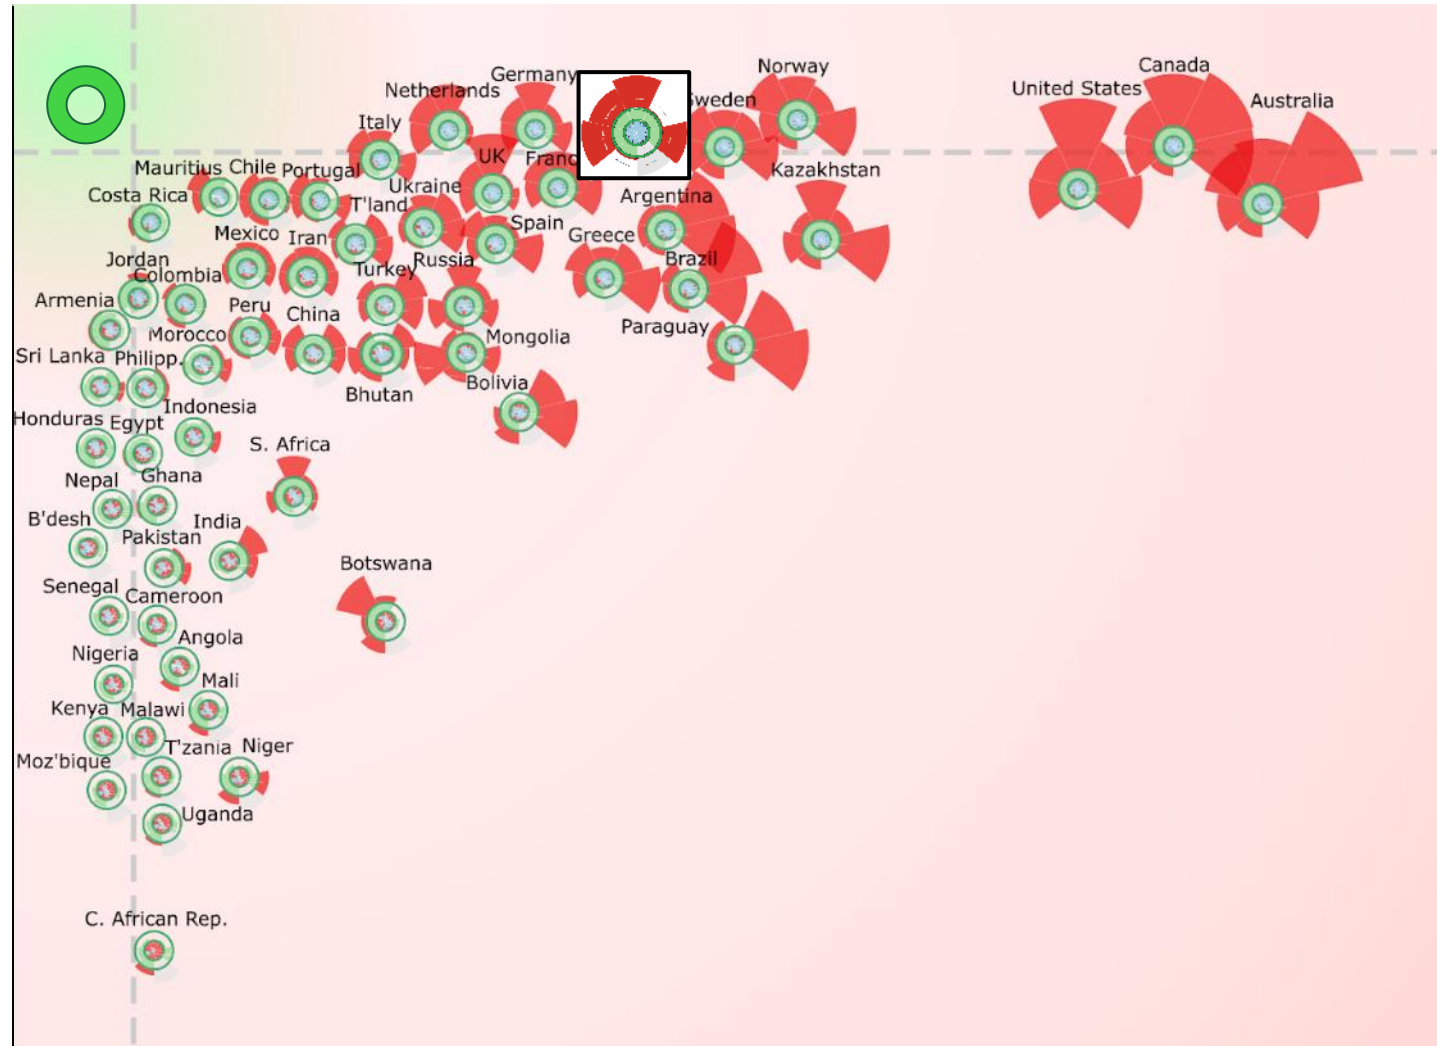 Norway
Canada
Germany
United States
Netherlands
Sweden
Australia
Italy
UK
France
Kazakhstan
Mauritius
Chile
Portugal
Costa Rica
Ukraine
Argentina
T'land
Spain
Mexico
Iran
Greece
Jordan
Turkey
Russia
Brazil
Colombia
Armenia
Peru
China
Paraguay
Morocco
Mongolia
Sri Lanka
Philipp.
Bolivia
Bhutan
Indonesia
Honduras
Egypt
S. Africa
Nepal
Ghana
B'desh
India
Pakistan
Botswana
Senegal
Cameroon
Angola
Nigeria
Mali
Kenya
Malawi
T'zania
Niger
Moz'bique
Uganda
C. African Rep.